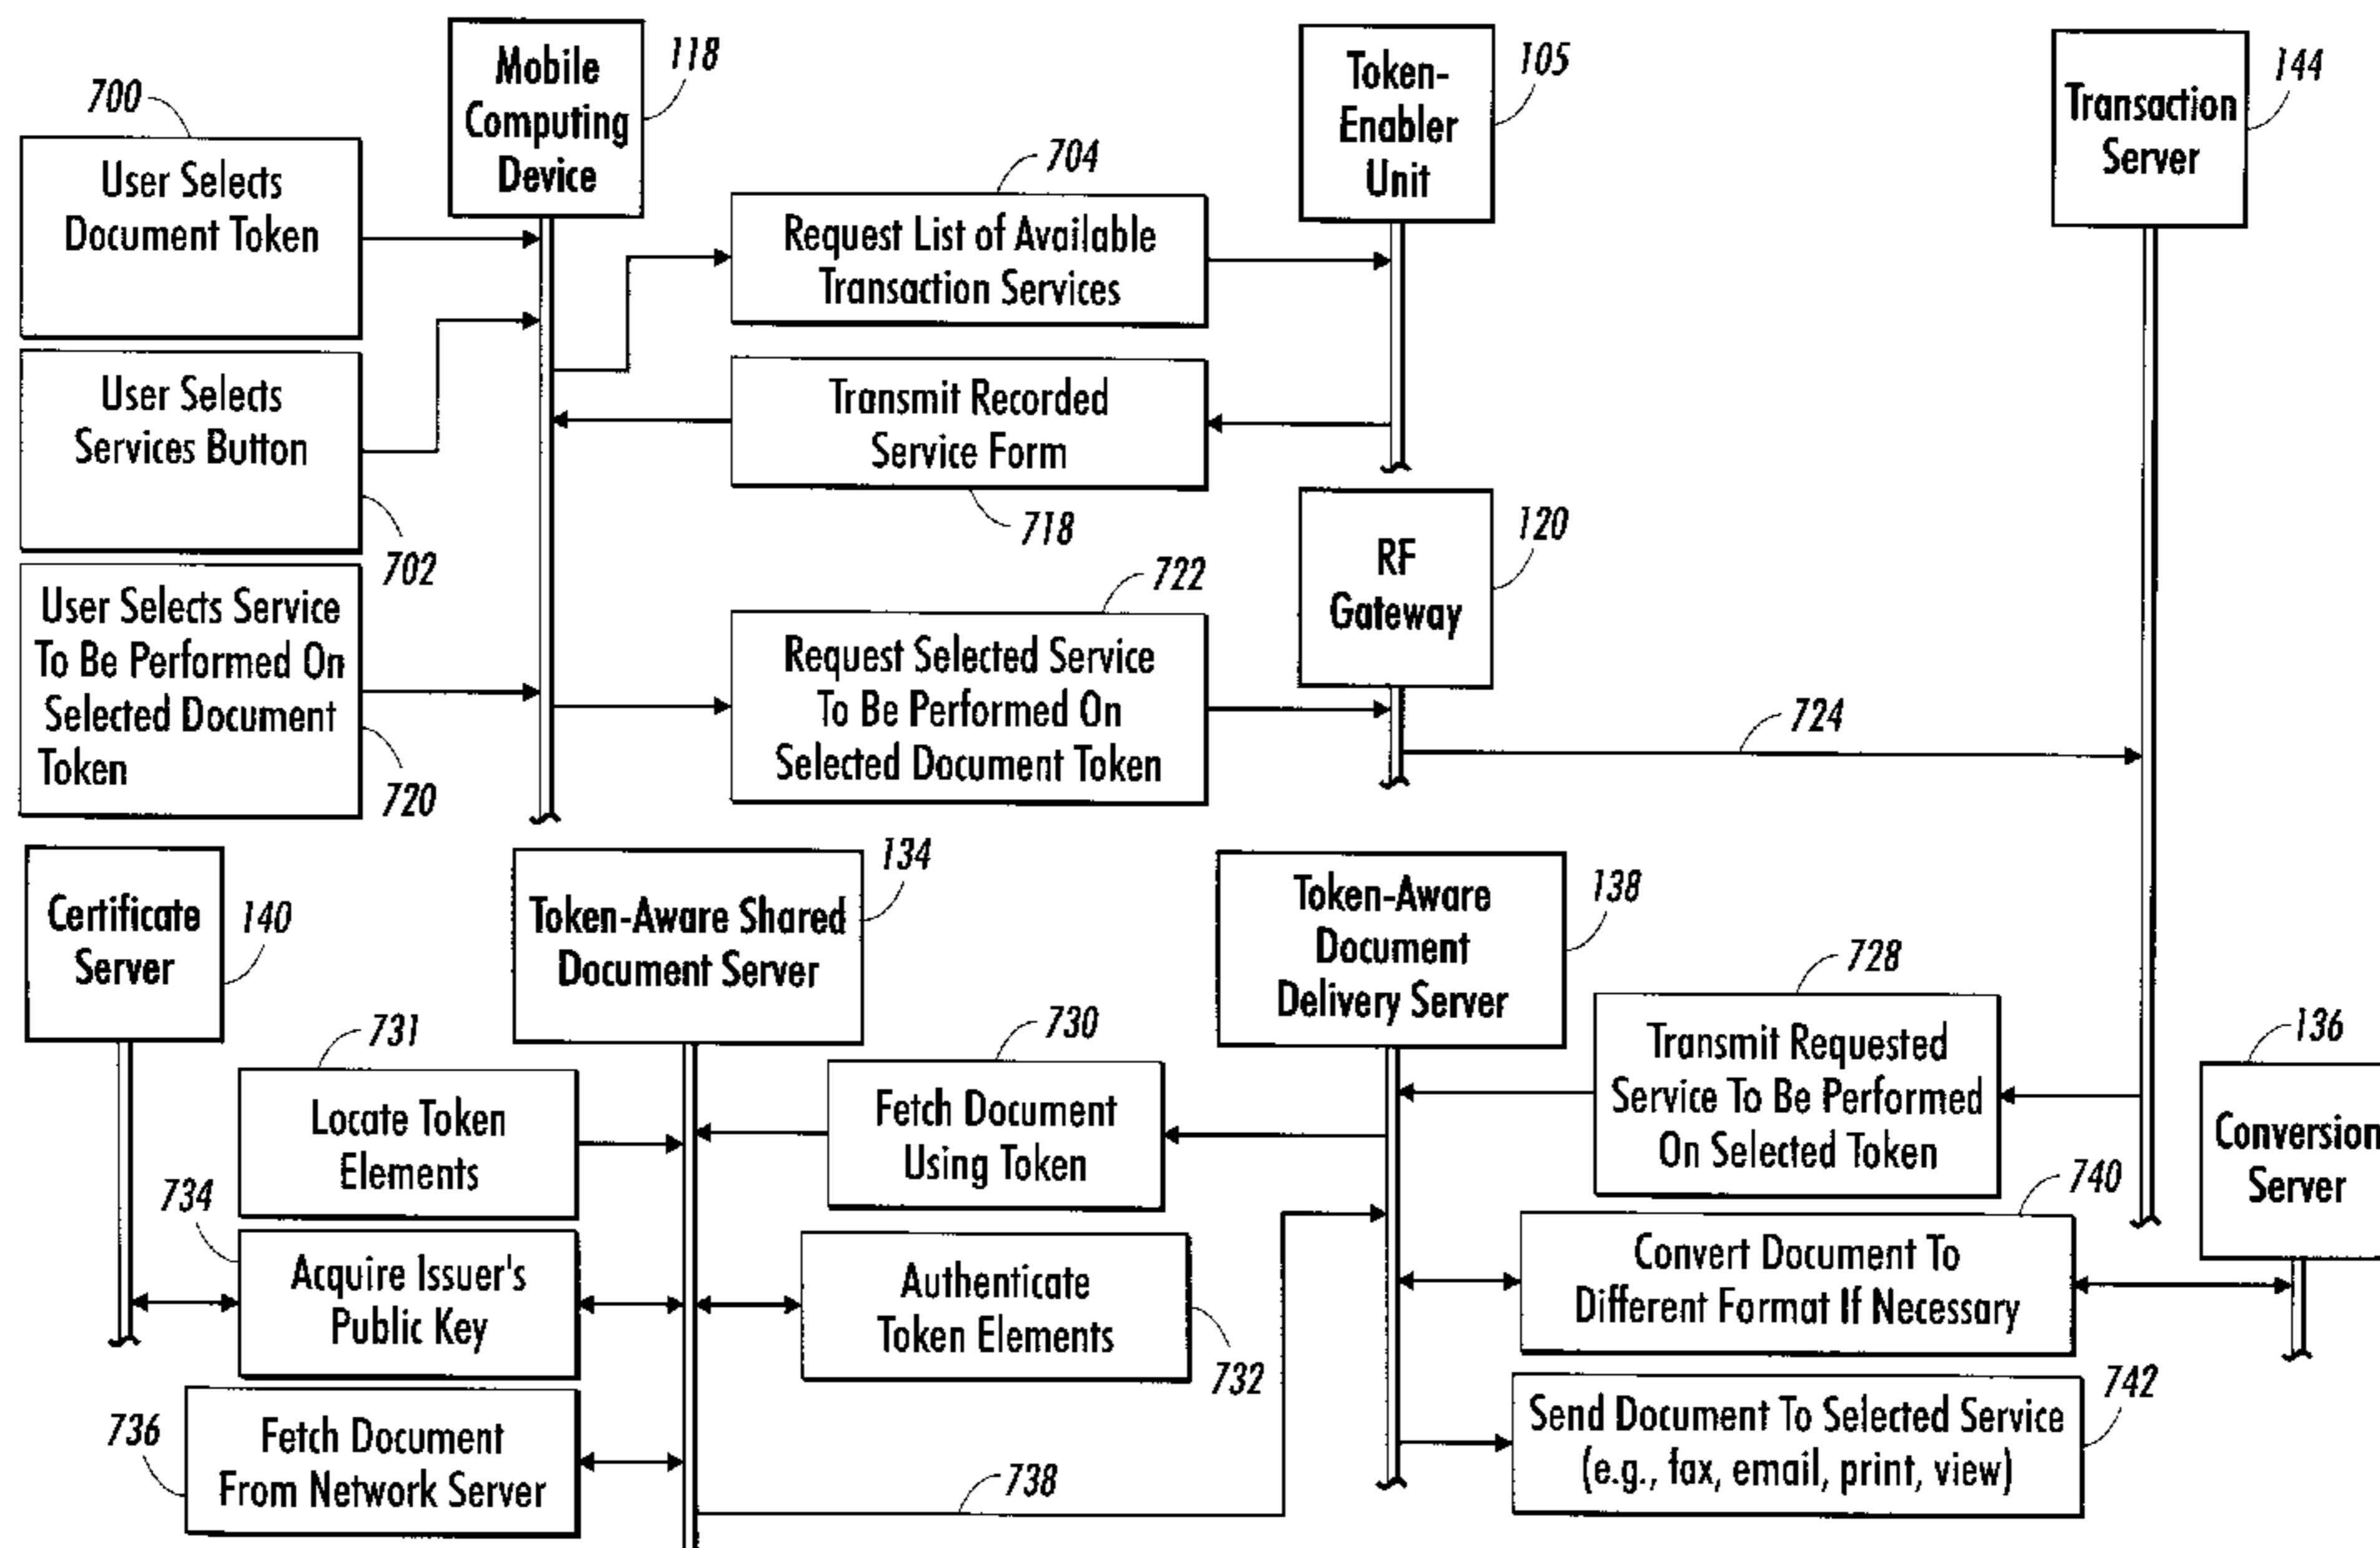 700
User Selects
Document Token
Mobile
Computing
Device
118
704
Request List of Available
Transaction Services
Token-
Enabler
Unit
105
Transaction
Server
144
User Selects
Services Button
702
Transmit Recorded
Service Form
718
RF
Gateway
120
User Selects Service
To Be Performed On
Selected Document
Token
720
722
Request Selected Service
To Be Performed On
Selected Document Token
724
Certificate
Server
140
Token-Aware Shared
Document Server
134
Token-Aware
Document
Delivery Server
138
728
Transmit Requested
Service To Be Performed
On Selected Token
136
Conversion
Server
731
Locate Token
Elements
730
Fetch Document
Using Token
734
Acquire Issuer's
Public Key
Authenticate
Token Elements
732
740
Convert Document To
Different Format If Necessary
736
Fetch Document
From Network Server
738
742
Send Document To Selected Service
(e.g., fax, email, print, view)